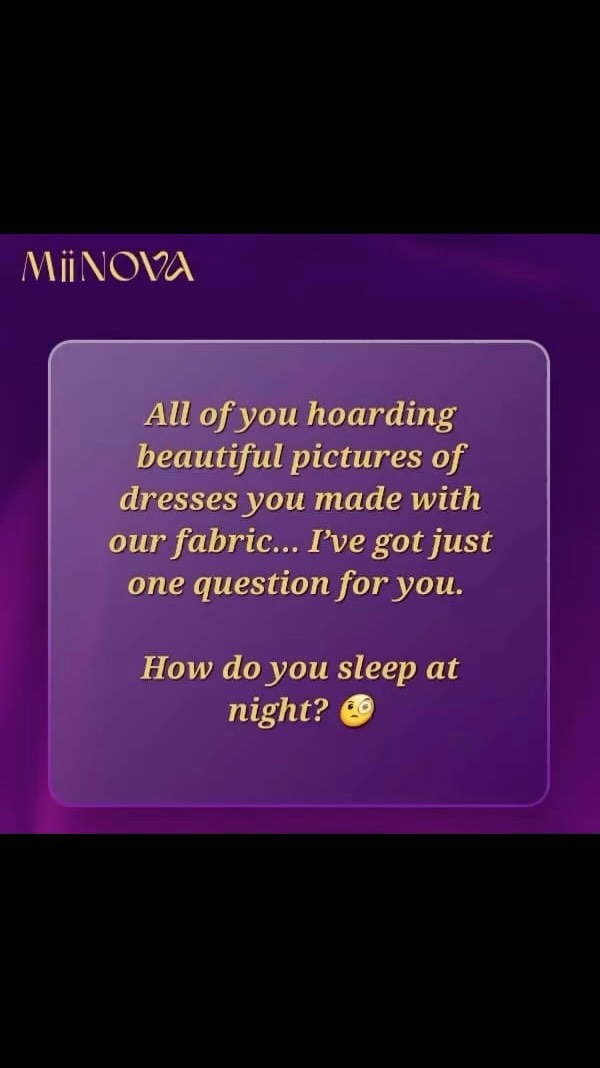 MiiNOVA
All of you hoarding
beautiful pictures of
dresses you made with
our fabric... I’ve got just
one question for you.
How do you sleep at
night? 🧐